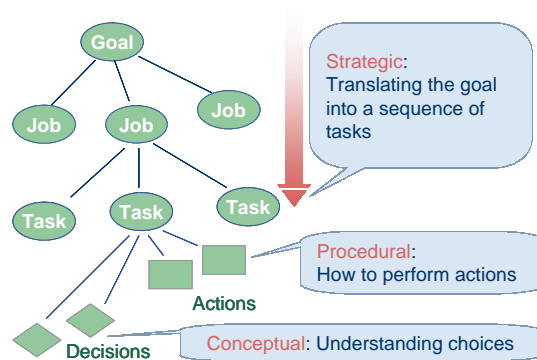 Goal
Strategic:
Translating the goal
into a sequence of
tasks
Job
Job
Job
Task
Task
Task
Procedural:
How to perform actions
Actions
Decisions
Conceptual: Understanding choices